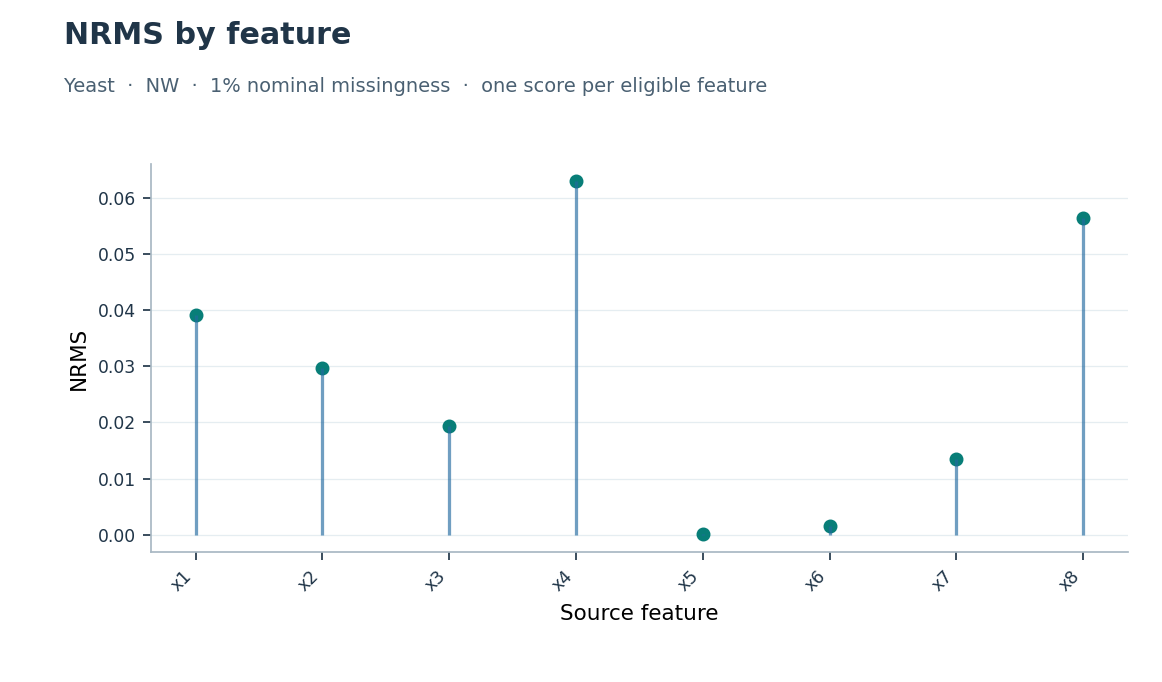 NRMS by feature
Yeast · NW · 1% nominal missingness · one score per eligible feature
0.06
0.05
0.04
0.03
0.02
0.01
0.00
NRMS
x1 x2 x3 x4 x5 x6 x7 x8
Source feature